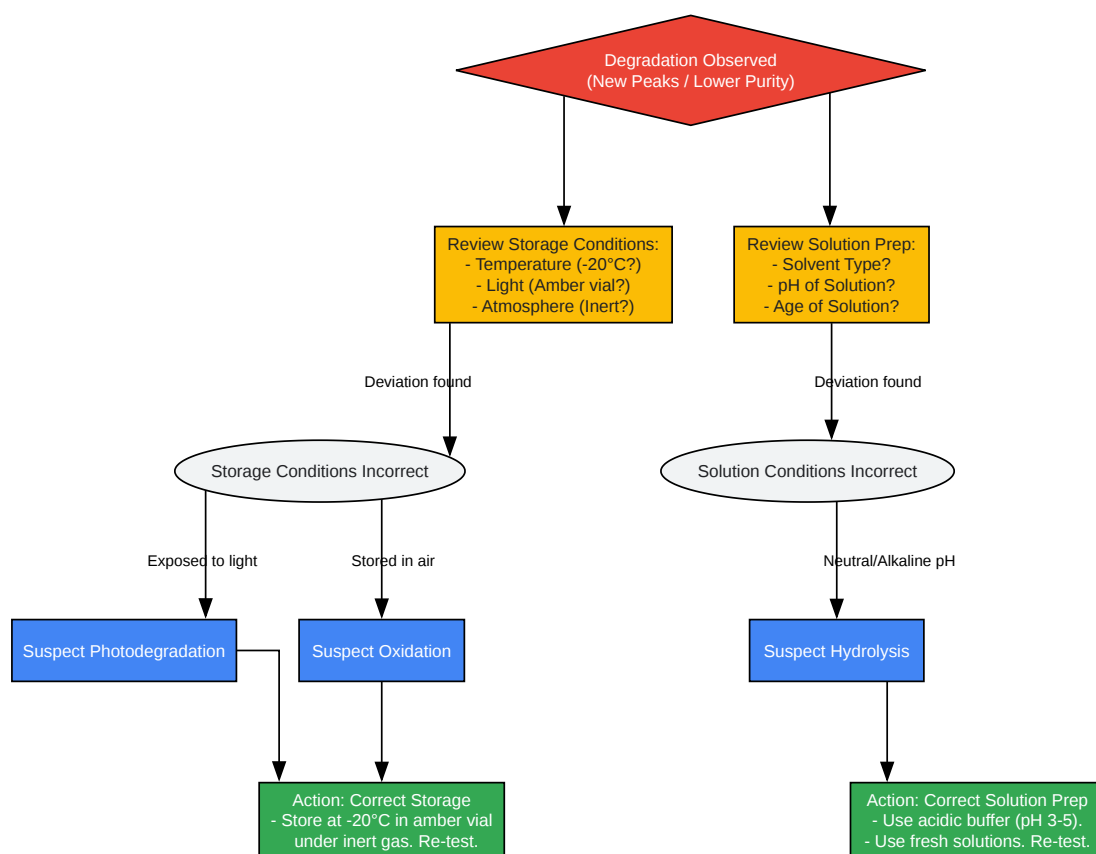 Degradation Observed
(New Peaks / Lower Purity)
Review Storage Conditions:
- Temperature (-20°C?)
- Light (Amber vial?)
- Atmosphere (Inert?)
Review Solution Prep:
- Solvent Type?
- pH of Solution?
- Age of Solution?
Deviation found
Deviation found
Storage Conditions Incorrect
Solution Conditions Incorrect
Exposed to light
Stored in air
Neutral/Alkaline pH
Suspect Photodegradation
Suspect Oxidation
Suspect Hydrolysis
Action: Correct Storage
- Store at -20°C in amber vial
under inert gas. Re-test.
Action: Correct Solution Prep
- Use acidic buffer (pH 3-5).
- Use fresh solutions. Re-test.